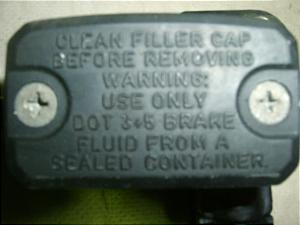 CLEAN FILLER CAP
BEFORE REMOVING
WARNING:
USE ONLY
DOT 3+5 BRAKE
FLUID FROM A
SEALED CONTAINER.